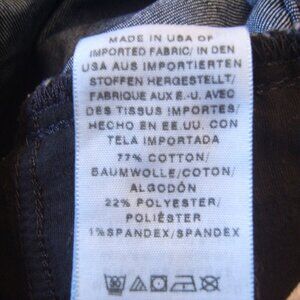 MADE IN USA OF
IMPORTED FABRIC/ IN DEN
USA AUS IMPORTIERTEN
STOFFEN HERGESTELLT/
FABRIQUE AUX E.-U. AVEC
DES TISSUS IMPORTES/
HECHO EN EE.UU. CON
TELA IMPORTADA
77% COTTON/
BAUMWOLLE/COTON/
ALGODÓN
22% POLYESTER/
POLIÉSTER
1% SPANDEX/SPANDEX